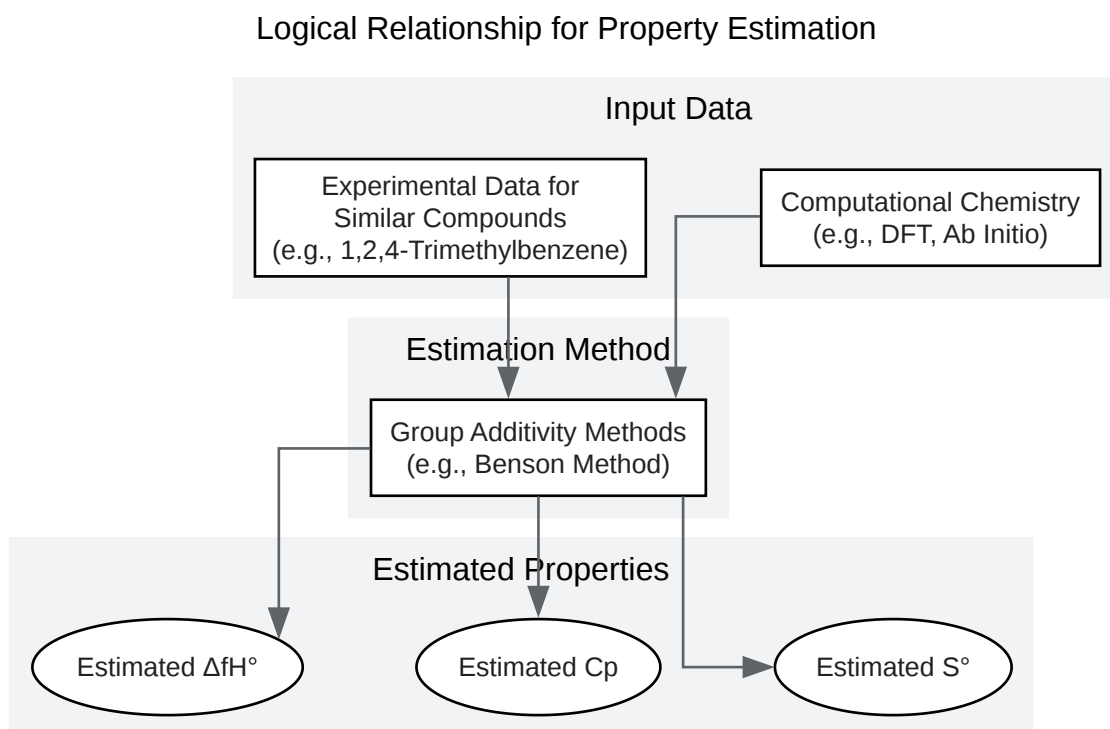 Logical Relationship for Property Estimation
Input Data
Experimental Data for
Similar Compounds
(e.g., 1,2,4-Trimethylbenzene)
Computational Chemistry
(e.g., DFT, Ab Initio)
Estimation Method
Group Additivity Methods
(e.g., Benson Method)
Estimated Properties
Estimated ΔfH°
Estimated Cp
Estimated S°